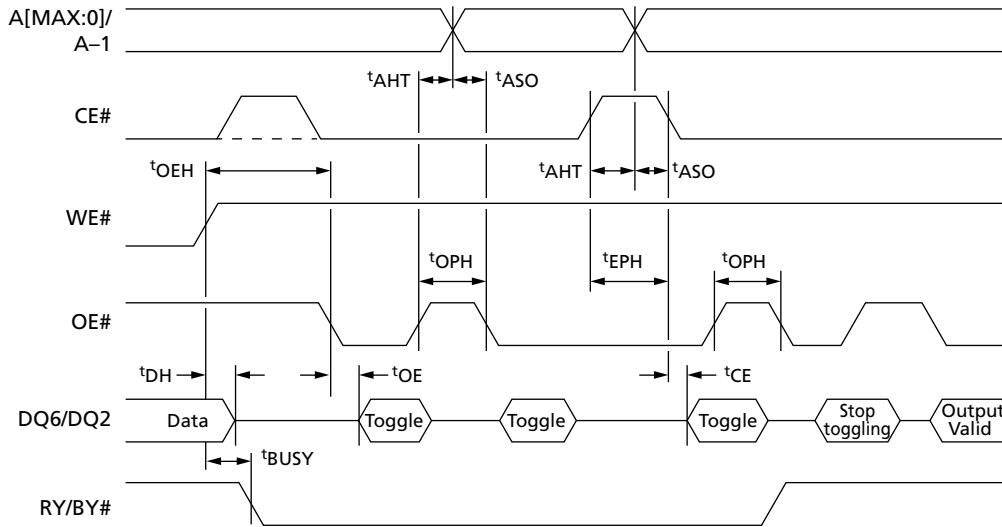 A[MAX:0]/
A–1
tAHT
tASO
CE#
tOEH
tAHT
tASO
WE#
tOPH
tEPH
tOPH
OE#
tDH
tOE
tCE
DQ6/DQ2
Data
Toggle
Toggle
Toggle
Stop
toggling
Output
Valid
tBUSY
RY/BY#